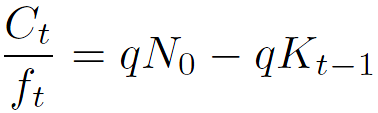 C_t / f_t = qN_0 − qK_{t−1}